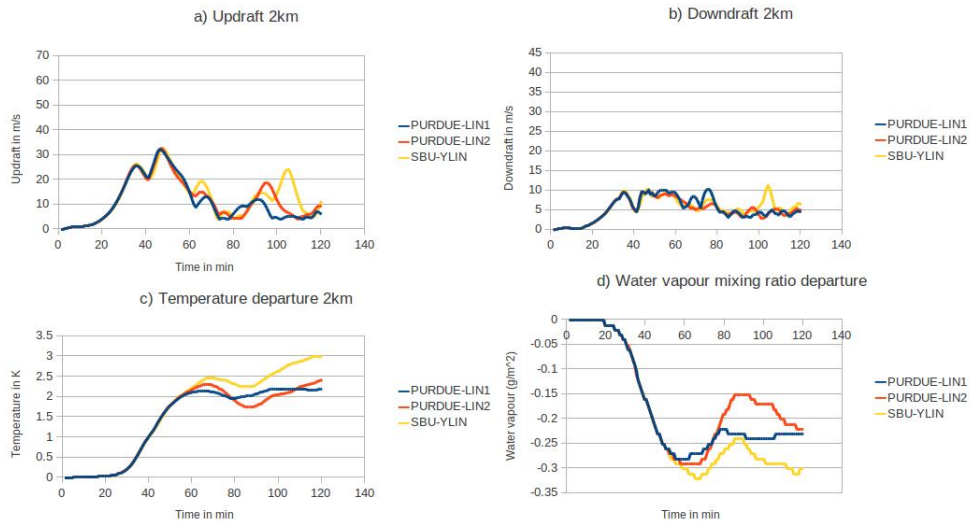 a) Updraft 2km
70
60
50
40
30
20
10
0
Updraft in m/s
0 20 40 60 80 100 120 140
Time in min
PURDUE-LIN1
PURDUE-LIN2
SBU-YLIN
b) Downdraft 2km
45
40
35
30
25
20
15
10
5
0
Downdraft in m/s
0 20 40 60 80 100 120 140
Time in min
PURDUE-LIN1
PURDUE-LIN2
SBU-YLIN
c) Temperature departure 2km
3.5
3
2.5
2
1.5
1
0.5
0
Temperature in K
0 20 40 60 80 100 120 140
Time in min
PURDUE-LIN1
PURDUE-LIN2
SBU-YLIN
d) Water vapour mixing ratio departure
0
-0.05
-0.1
-0.15
-0.2
-0.25
-0.3
-0.35
Water vapour (g/m^2)
0 20 40 60 80 100 120 140
Time in min
PURDUE-LIN1
PURDUE-LIN2
SBU-YLIN